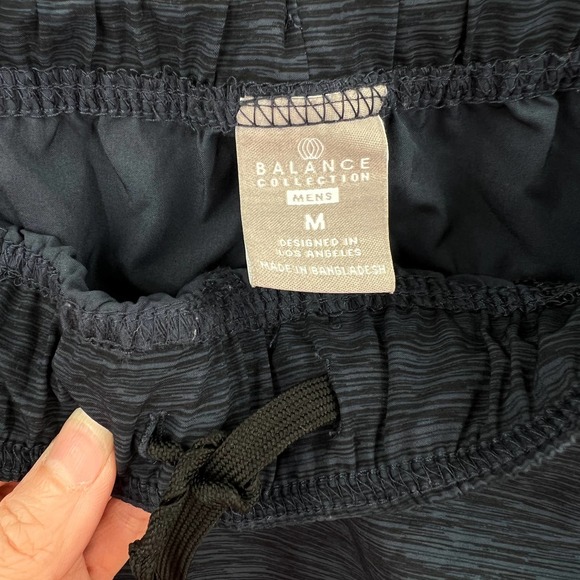 BALANCE
COLLECTION
MENS
M
DESIGNED IN
LOS ANGELES
MADE IN BANGLADESH